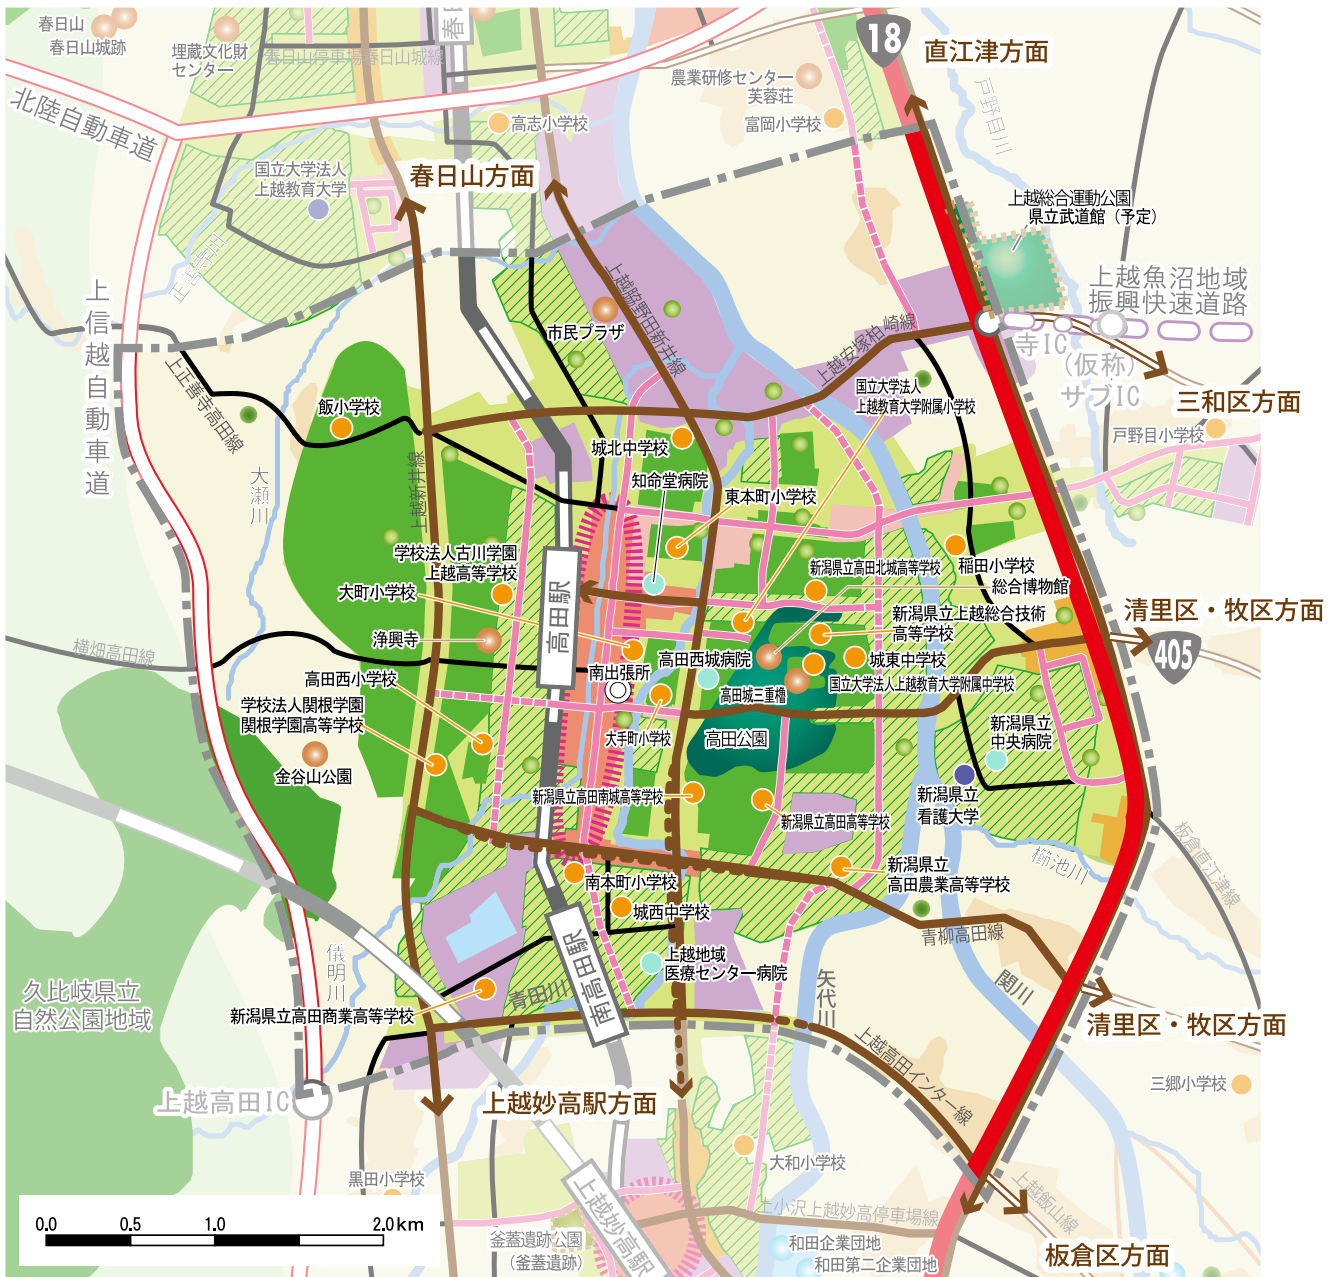 春日山
春日山城跡
埋蔵文化財
センター
春日山停車場春日山城線
春日
18
直江津方面
戸野目川
農業研修センター
芙蓉荘
富岡小学校
高志小学校
北陸自動車道
国立大学法人
上越教育大学
春日山方面
上越総合運動公園
県立武道館（予定）
上越魚沼地域
振興快速道路
寺IC
(仮称)
サブIC
三和区方面
戸野目小学校
上信越自動車道
上正善寺高田線
市民プラザ
上越脇野田新井線
上越安塚柏崎線
国立大学法人
上越教育大学附属小学校
飯小学校
大瀬川
上越新井線
城北中学校
知命堂病院
東本町小学校
学校法人古川学園
上越高等学校
大町小学校
高田駅
新潟県立高田北城高等学校
稲田小学校
総合博物館
新潟県立上越総合技術
高等学校
清里区・牧区方面
405
横畑高田線
浄興寺
高田西小学校
南出張所
高田西城病院
城東中学校
国立大学法人上越教育大学附属中学校
高田城三重櫓
学校法人関根学園
関根学園高等学校
大手町小学校
高田公園
新潟県立
中央病院
金谷山公園
新潟県立高田南城高等学校
新潟県立高田高等学校
新潟県立
看護大学
櫛池川
板倉直江津線
南本町小学校
新潟県立
高田農業高等学校
城西中学校
青柳高田線
上越地域
医療センター病院
儀明川
久比岐県立
自然公園地域
新潟県立高田商業高等学校
青田川
南高田駅
矢代川
関川
清里区・牧区方面
上越高田インター線
三郷小学校
上越高田IC
上越妙高駅方面
大和小学校
黒田小学校
上越妙高駅
上小沢上越妙高停車場線
上越飯山線
釜蓋遺跡公園
（釜蓋遺跡）
和田企業団地
和田第二企業団地
板倉区方面
0.0 0.5 1.0 2.0km